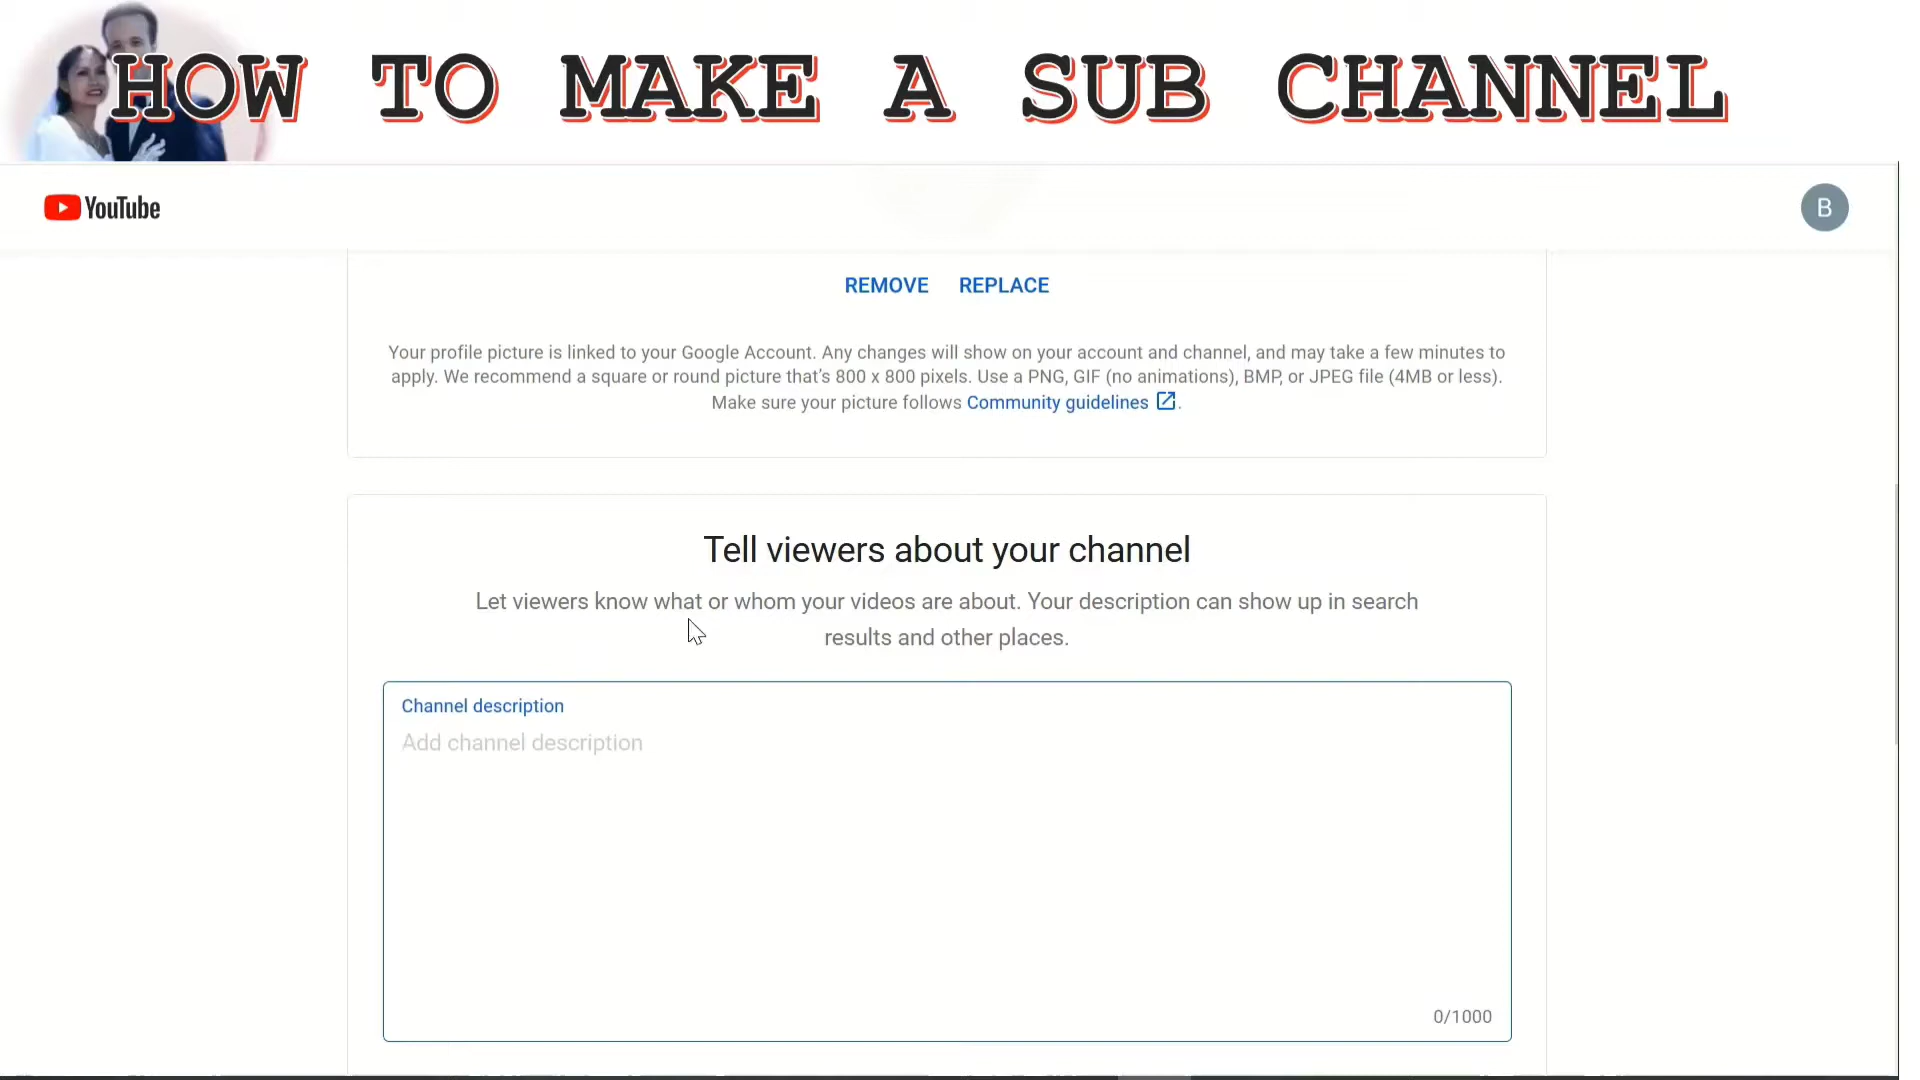 HOW TO MAKE A SUB CHANNEL
YouTube
B
REMOVE REPLACE
Your profile picture is linked to your Google Account. Any changes will show on your account and channel, and may take a few minutes to
apply. We recommend a square or round picture that's 800 x 800 pixels. Use a PNG, GIF (no animations), BMP, or JPEG file (4MB or less).
Make sure your picture follows Community guidelines.
Tell viewers about your channel
Let viewers know what or whom your videos are about. Your description can show up in search
results and other places.
Channel description
Add channel description
0/1000